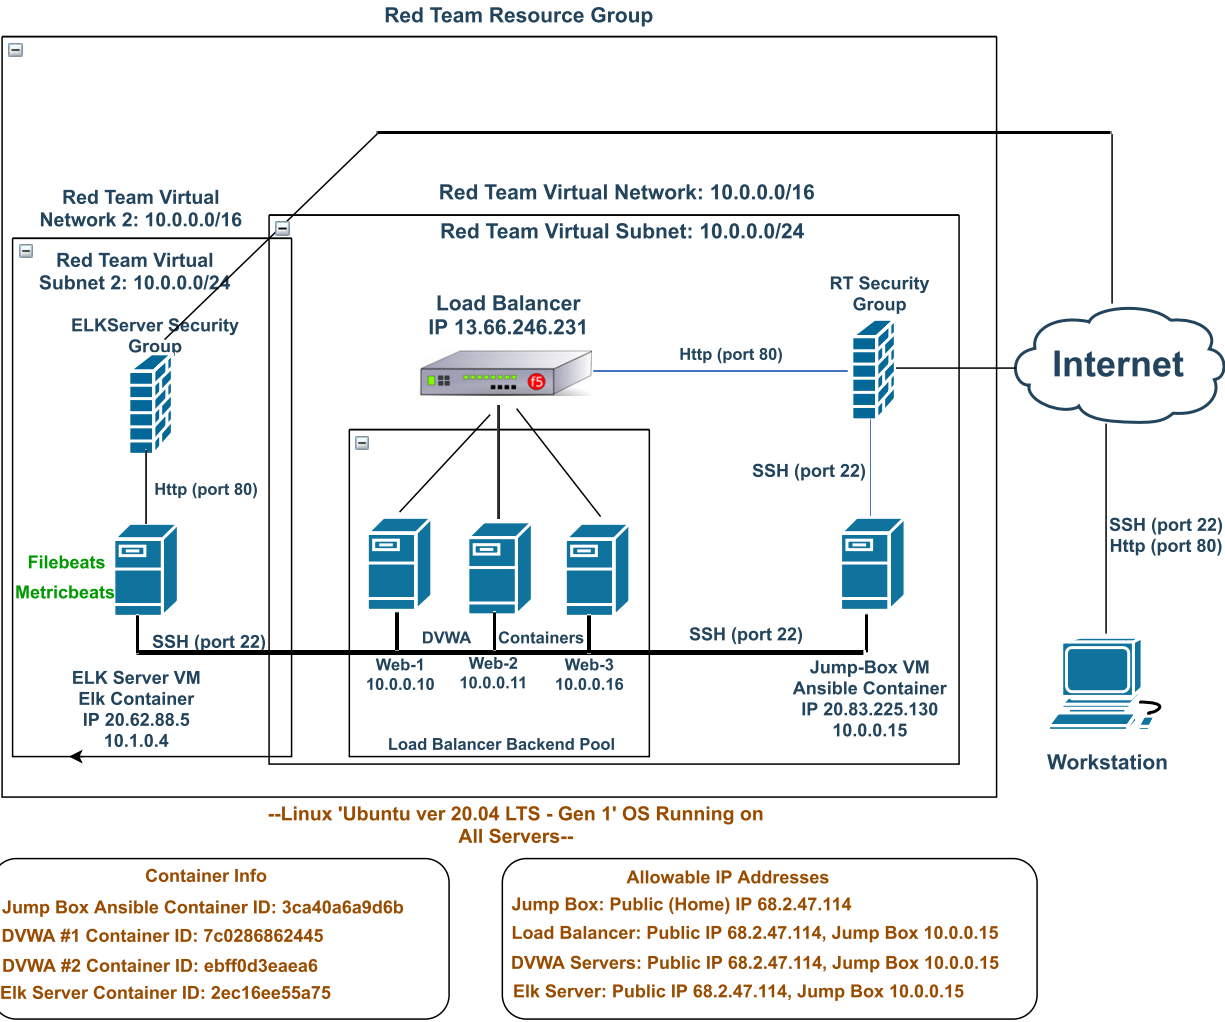 Red Team Resource Group
Red Team Virtual
Network 2: 10.0.0.0/16
Red Team Virtual Network: 10.0.0.0/16
Red Team Virtual Subnet: 10.0.0.0/24
Red Team Virtual
Subnet 2: 10.0.0.0/24
ELKServer Security
Group
Load Balancer
IP 13.66.246.231
f5
RT Security
Group
Http (port 80)
Internet
Http (port 80)
SSH (port 22)
SSH (port 22)
Http (port 80)
Filebeats
Metricbeats
SSH (port 22)
DVWA
Containers
SSH (port 22)
Web-1
10.0.0.10
Web-2
10.0.0.11
Web-3
10.0.0.16
ELK Server VM
Elk Container
IP 20.62.88.5
10.1.0.4
Jump-Box VM
Ansible Container
IP 20.83.225.130
10.0.0.15
Load Balancer Backend Pool
Workstation
--Linux 'Ubuntu ver 20.04 LTS - Gen 1' OS Running on
All Servers--
Container Info
Jump Box Ansible Container ID: 3ca40a6a9d6b
DVWA #1 Container ID: 7c0286862445
DVWA #2 Container ID: ebff0d3eaea6
Elk Server Container ID: 2ec16ee55a75
Allowable IP Addresses
Jump Box: Public (Home) IP 68.2.47.114
Load Balancer: Public IP 68.2.47.114, Jump Box 10.0.0.15
DVWA Servers: Public IP 68.2.47.114, Jump Box 10.0.0.15
Elk Server: Public IP 68.2.47.114, Jump Box 10.0.0.15